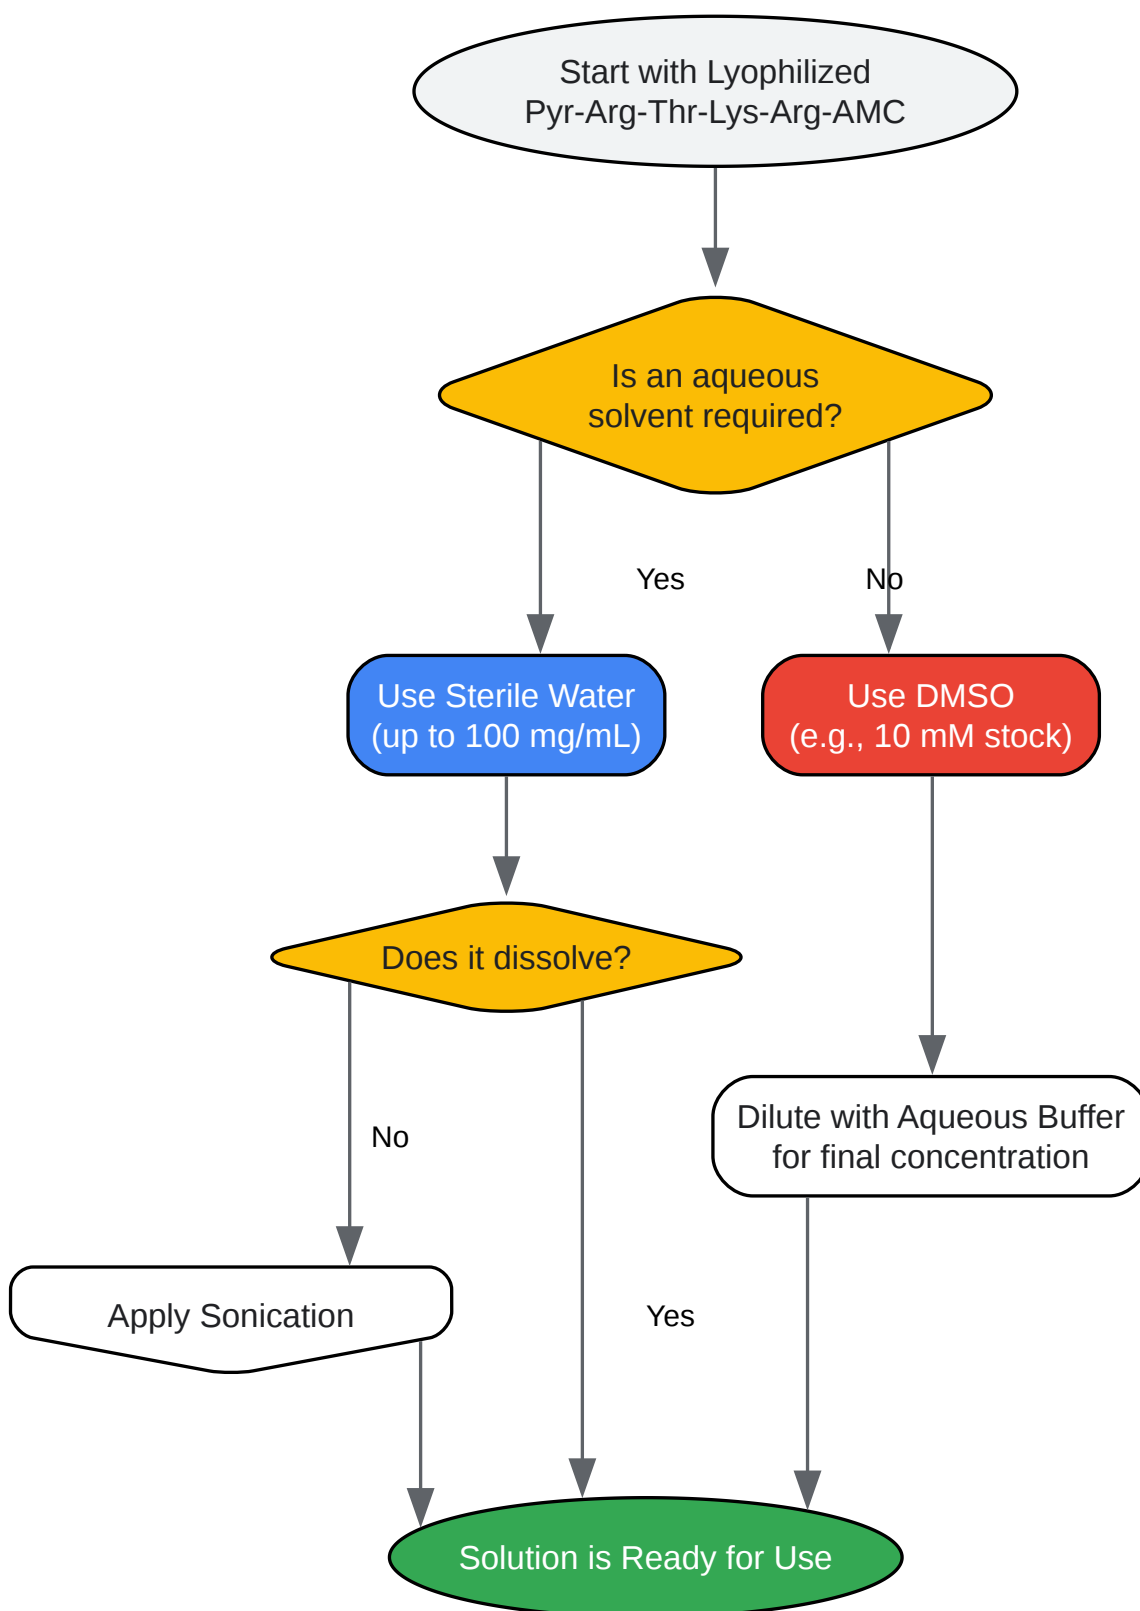 Start with Lyophilized
Pyr-Arg-Thr-Lys-Arg-AMC
Is an aqueous
solvent required?
Yes
No
Use Sterile Water
(up to 100 mg/mL)
Use DMSO
(e.g., 10 mM stock)
Does it dissolve?
Dilute with Aqueous Buffer
for final concentration
No
Apply Sonication
Yes
Solution is Ready for Use